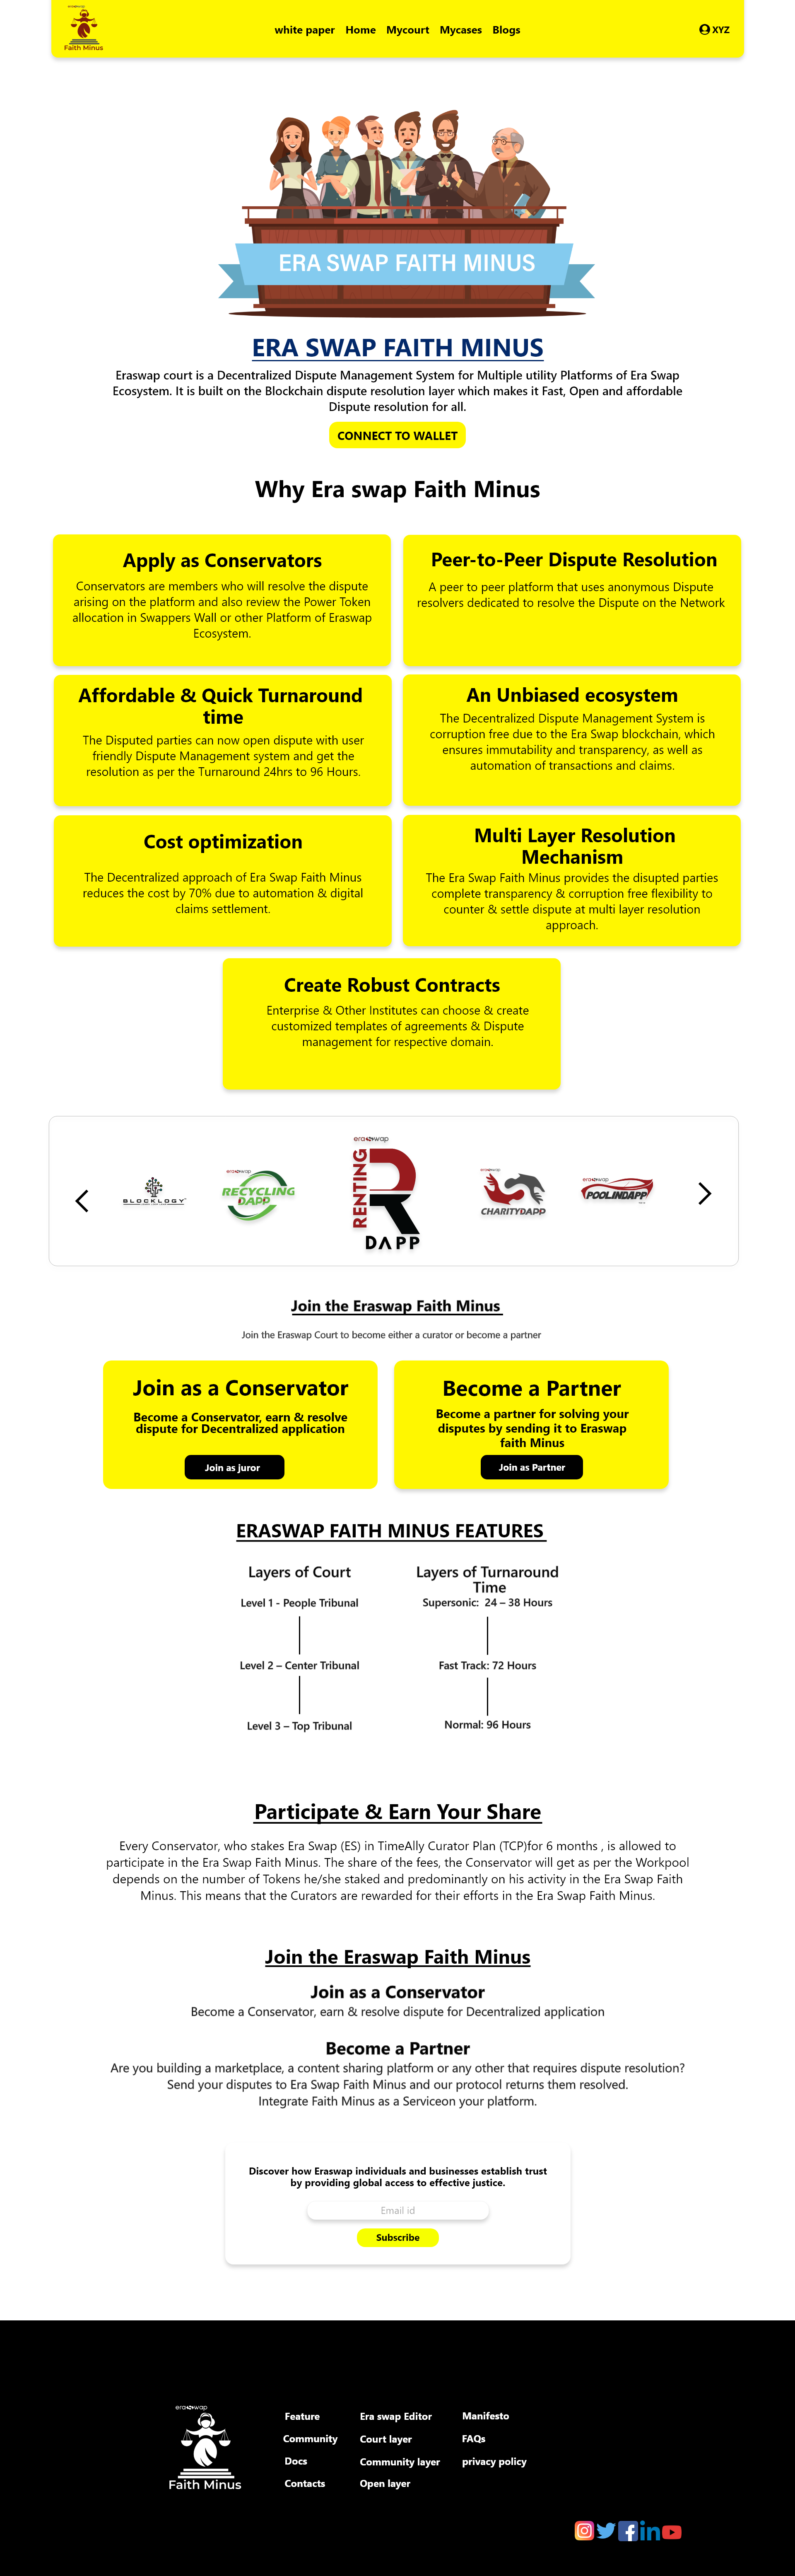 eraswap
Faith Minus
white paper Home Mycourt Mycases Blogs
XYZ
ERA SWAP FAITH MINUS
ERA SWAP FAITH MINUS
Eraswap court is a Decentralized Dispute Management System for Multiple utility Platforms of Era Swap
Ecosystem. It is built on the Blockchain dispute resolution layer which makes it Fast, Open and affordable
Dispute resolution for all.
CONNECT TO WALLET
Why Era swap Faith Minus
Apply as Conservators
Conservators are members who will resolve the dispute
arising on the platform and also review the Power Token
allocation in Swappers Wall or other Platform of Eraswap
Ecosystem.
Peer-to-Peer Dispute Resolution
A peer to peer platform that uses anonymous Dispute
resolvers dedicated to resolve the Dispute on the Network
Affordable & Quick Turnaround
time
The Disputed parties can now open dispute with user
friendly Dispute Management system and get the
resolution as per the Turnaround 24hrs to 96 Hours.
An Unbiased ecosystem
The Decentralized Dispute Management System is
corruption free due to the Era Swap blockchain, which
ensures immutability and transparency, as well as
automation of transactions and claims.
Cost optimization
The Decentralized approach of Era Swap Faith Minus
reduces the cost by 70% due to automation & digital
claims settlement.
Multi Layer Resolution
Mechanism
The Era Swap Faith Minus provides the disupted parties
complete transparency & corruption free flexibility to
counter & settle dispute at multi layer resolution
approach.
Create Robust Contracts
Enterprise & Other Institutes can choose & create
customized templates of agreements & Dispute
management for respective domain.
BLOCKLOGY
eraswap
RECYCLING
DAPP
eraswap
RENTING
DAPP
eraswap
CHARITYDAPP
eraswap
POOLINDAPP
Join the Eraswap Faith Minus
Join the Eraswap Court to become either a curator or become a partner
Join as a Conservator
Become a Conservator, earn & resolve
dispute for Decentralized application
Join as juror
Become a Partner
Become a partner for solving your
disputes by sending it to Eraswap
faith Minus
Join as Partner
ERASWAP FAITH MINUS FEATURES
Layers of Court
Level 1 - People Tribunal
Level 2 – Center Tribunal
Level 3 – Top Tribunal
Layers of Turnaround
Time
Supersonic: 24 – 38 Hours
Fast Track: 72 Hours
Normal: 96 Hours
Participate & Earn Your Share
Every Conservator, who stakes Era Swap (ES) in TimeAlly Curator Plan (TCP)for 6 months , is allowed to
participate in the Era Swap Faith Minus. The share of the fees, the Conservator will get as per the Workpool
depends on the number of Tokens he/she staked and predominantly on his activity in the Era Swap Faith
Minus. This means that the Curators are rewarded for their efforts in the Era Swap Faith Minus.
Join the Eraswap Faith Minus
Join as a Conservator
Become a Conservator, earn & resolve dispute for Decentralized application
Become a Partner
Are you building a marketplace, a content sharing platform or any other that requires dispute resolution?
Send your disputes to Era Swap Faith Minus and our protocol returns them resolved.
Integrate Faith Minus as a Serviceon your platform.
Discover how Eraswap individuals and businesses establish trust
by providing global access to effective justice.
Email id
Subscribe
eraswap
Faith Minus
Feature
Community
Docs
Contacts
Era swap Editor
Court layer
Community layer
Open layer
Manifesto
FAQs
privacy policy